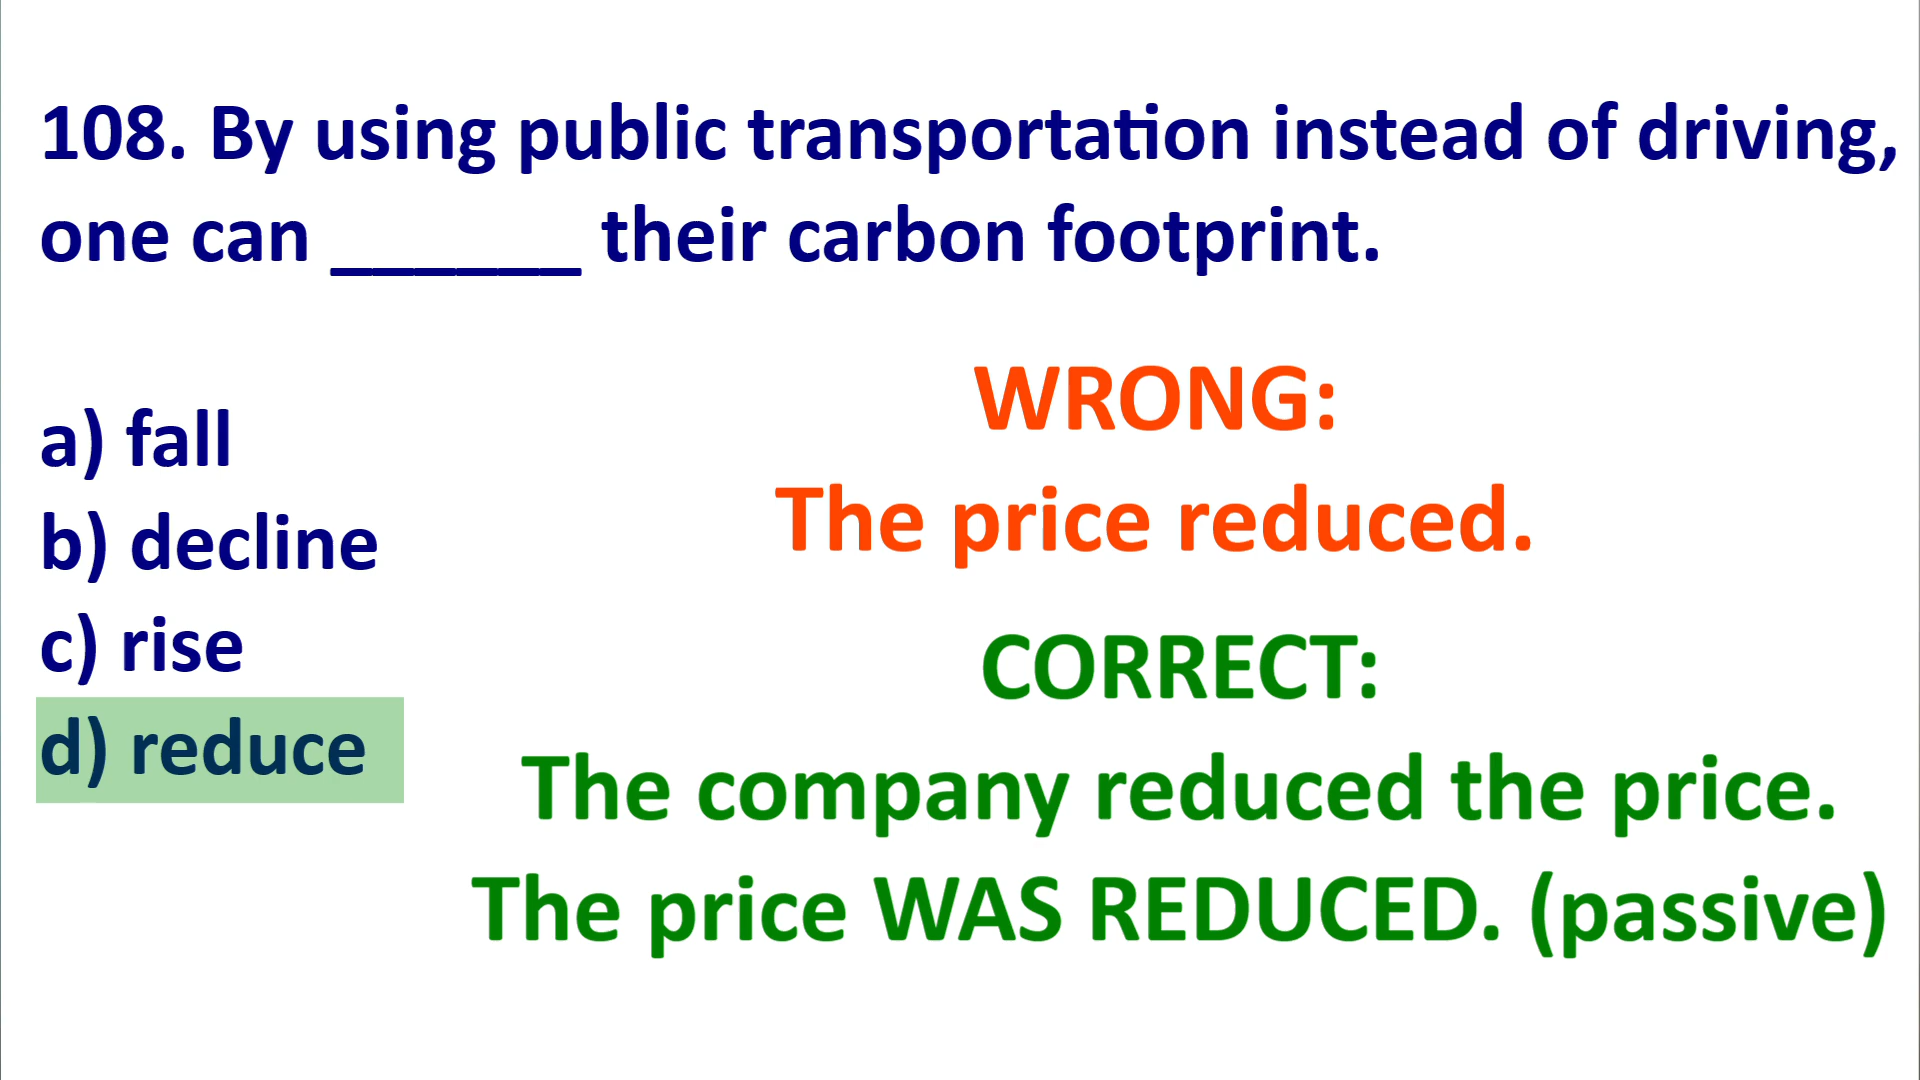 108. By using public transportation instead of driving,
one can ______ their carbon footprint.
a) fall
b) decline
c) rise
d) reduce
WRONG:
The price reduced.
CORRECT:
The company reduced the price.
The price WAS REDUCED. (passive)